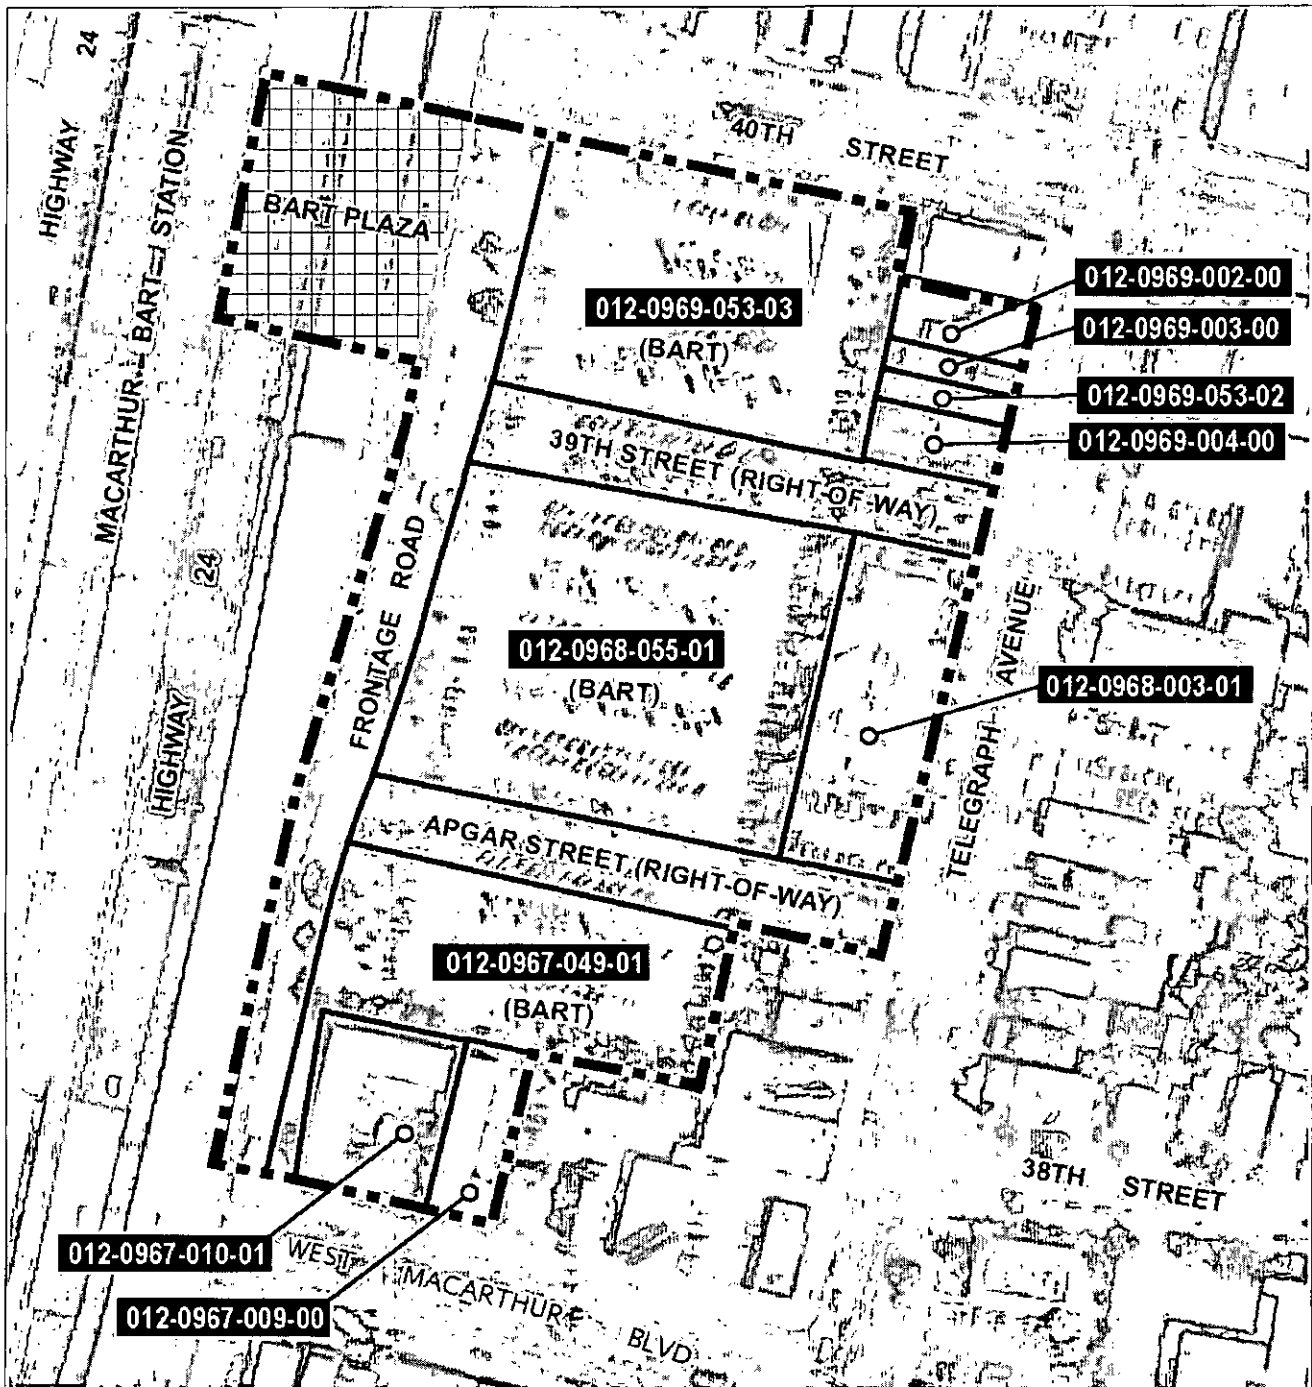 24
HIGHWAY
MACARTHUR BART STATION
BART PLAZA
40TH STREET
012-0969-053-03
(BART)
012-0969-002-00
012-0969-003-00
012-0969-053-02
012-0969-004-00
39TH STREET (RIGHT-OF-WAY)
FRONTAGE ROAD
24
HIGHWAY
012-0968-055-01
(BART)
012-0968-003-01
TELEGRAPH AVENUE
APGAR STREET (RIGHT-OF-WAY)
012-0967-049-01
(BART)
38TH STREET
012-0967-010-01
012-0967-009-00
WEST MACARTHUR BLVD